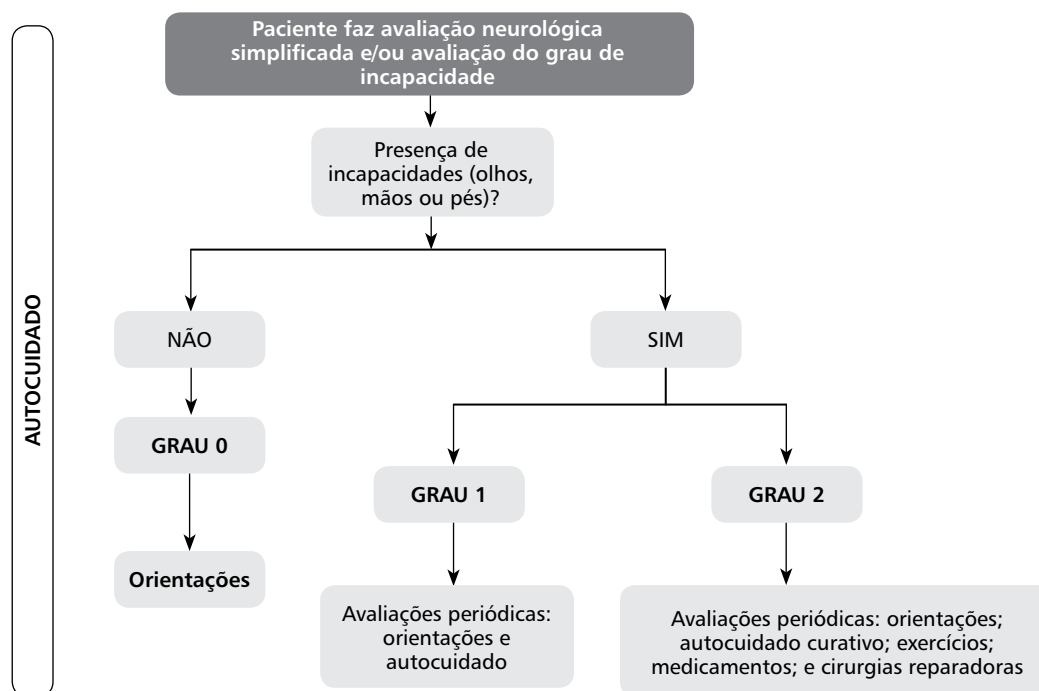 AUTOCUIDADO
Paciente faz avaliação neurológica
simplificada e/ou avaliação do grau de
incapacidade
Presença de
incapacidades (olhos,
mãos ou pés)?
NÃO
SIM
GRAU 0
GRAU 1
GRAU 2
Orientações
Avaliações periódicas:
orientações e
autocuidado
Avaliações periódicas: orientações;
autocuidado curativo; exercícios;
medicamentos; e cirurgias reparadoras